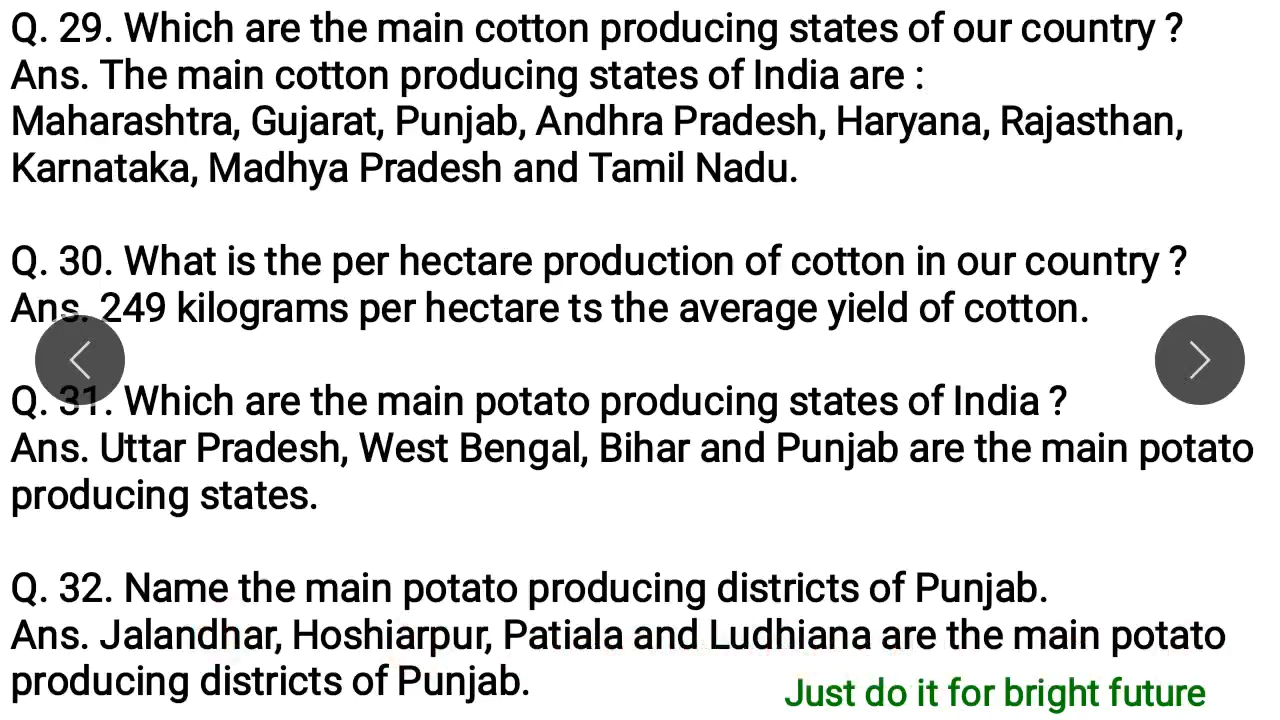 Q. 29. Which are the main cotton producing states of our country ?
Ans. The main cotton producing states of India are :
Maharashtra, Gujarat, Punjab, Andhra Pradesh, Haryana, Rajasthan,
Karnataka, Madhya Pradesh and Tamil Nadu.
Q. 30. What is the per hectare production of cotton in our country ?
Ans. 249 kilograms per hectare ts the average yield of cotton.
Q. 31. Which are the main potato producing states of India ?
Ans. Uttar Pradesh, West Bengal, Bihar and Punjab are the main potato
producing states.
Q. 32. Name the main potato producing districts of Punjab.
Ans. Jalandhar, Hoshiarpur, Patiala and Ludhiana are the main potato
producing districts of Punjab.
Just do it for bright future